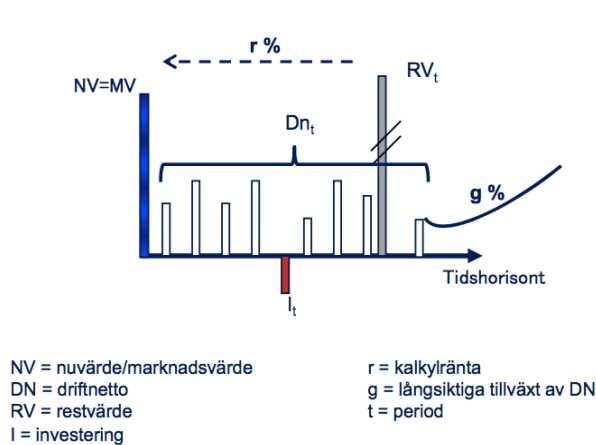 r %
NV=MV
RVt
Dnt
g %
Tidshorisont
It
NV = nuvärde/marknadsvärde
DN = driftnetto
RV = restvärde
I = investering
r = kalkylränta
g = långsiktiga tillväxt av DN
t = period